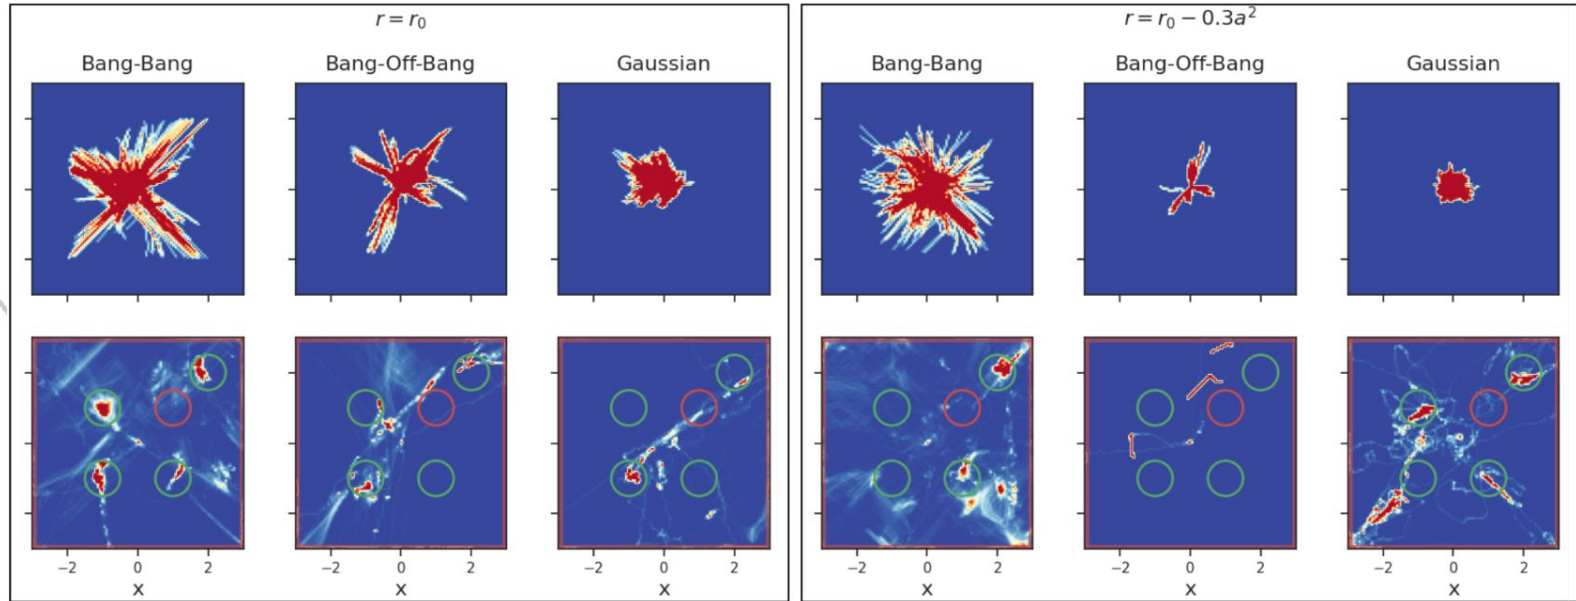 r = r₀
r = r₀ − 0.3a²
Bang-Bang
Bang-Off-Bang
Gaussian
Bang-Bang
Bang-Off-Bang
Gaussian
−2 0 2
−2 0 2
−2 0 2
−2 0 2
−2 0 2
−2 0 2
x
x
x
x
x
x